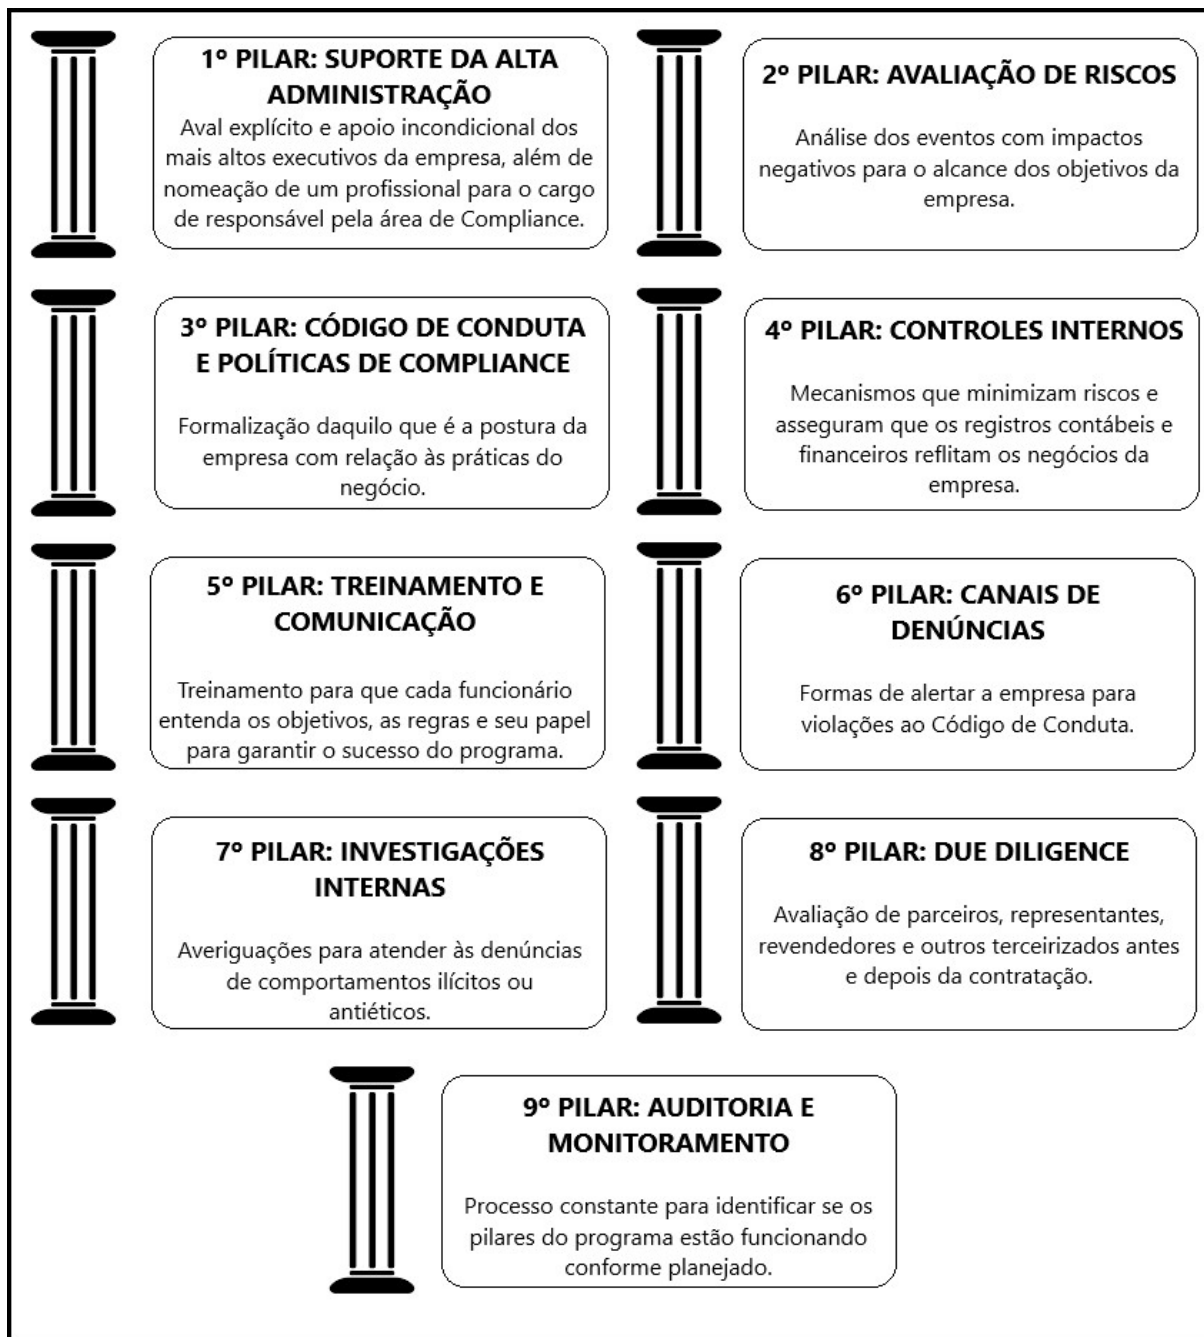 1º PILAR: SUPORTE DA ALTA
ADMINISTRAÇÃO
Aval explícito e apoio incondicional dos
mais altos executivos da empresa, além de
nomeação de um profissional para o cargo
de responsável pela área de Compliance.
2º PILAR: AVALIAÇÃO DE RISCOS
Análise dos eventos com impactos
negativos para o alcance dos objetivos da
empresa.
3º PILAR: CÓDIGO DE CONDUTA
E POLÍTICAS DE COMPLIANCE
Formalização daquilo que é a postura da
empresa com relação às práticas do
negócio.
4º PILAR: CONTROLES INTERNOS
Mecanismos que minimizam riscos e
asseguram que os registros contábeis e
financeiros reflitam os negócios da
empresa.
5º PILAR: TREINAMENTO E
COMUNICAÇÃO
Treinamento para que cada funcionário
entenda os objetivos, as regras e seu papel
para garantir o sucesso do programa.
6º PILAR: CANAIS DE
DENÚNCIAS
Formas de alertar a empresa para
violações ao Código de Conduta.
7º PILAR: INVESTIGAÇÕES
INTERNAS
Averiguações para atender às denúncias
de comportamentos ilícitos ou
antiéticos.
8º PILAR: DUE DILIGENCE
Avaliação de parceiros, representantes,
revendedores e outros terceirizados antes
e depois da contratação.
9º PILAR: AUDITORIA E
MONITORAMENTO
Processo constante para identificar se os
pilares do programa estão funcionando
conforme planejado.